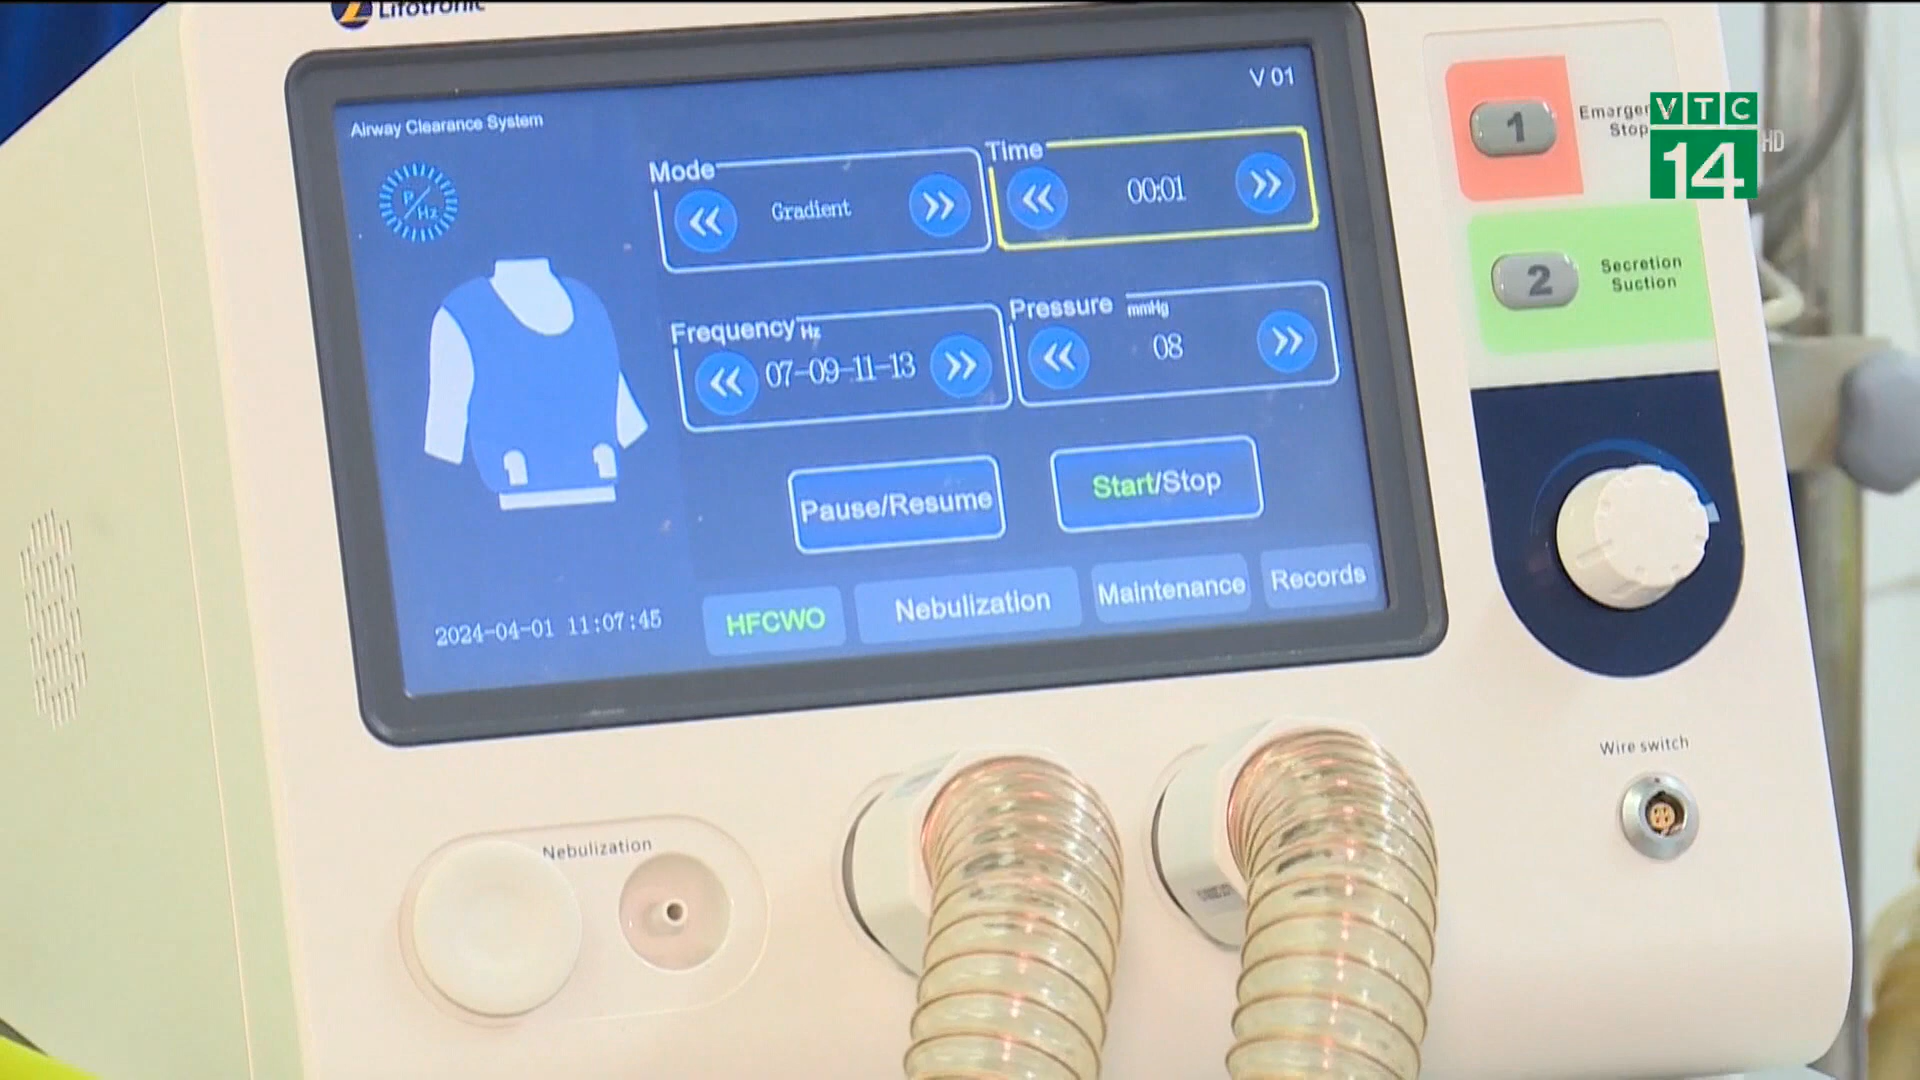 Lifotronic
V 01
Airway Clearance System
P/Hz
Mode
Gradient
Time
00:01
Frequency Hz
07-09-11-13
Pressure mmHg
08
Pause/Resume
Start/Stop
2024-04-01 11:07:45
HFCWO
Nebulization
Maintenance
Records
1
Stop
2
Secretion
Suction
VTC
14
HD
Wire switch
Nebulization